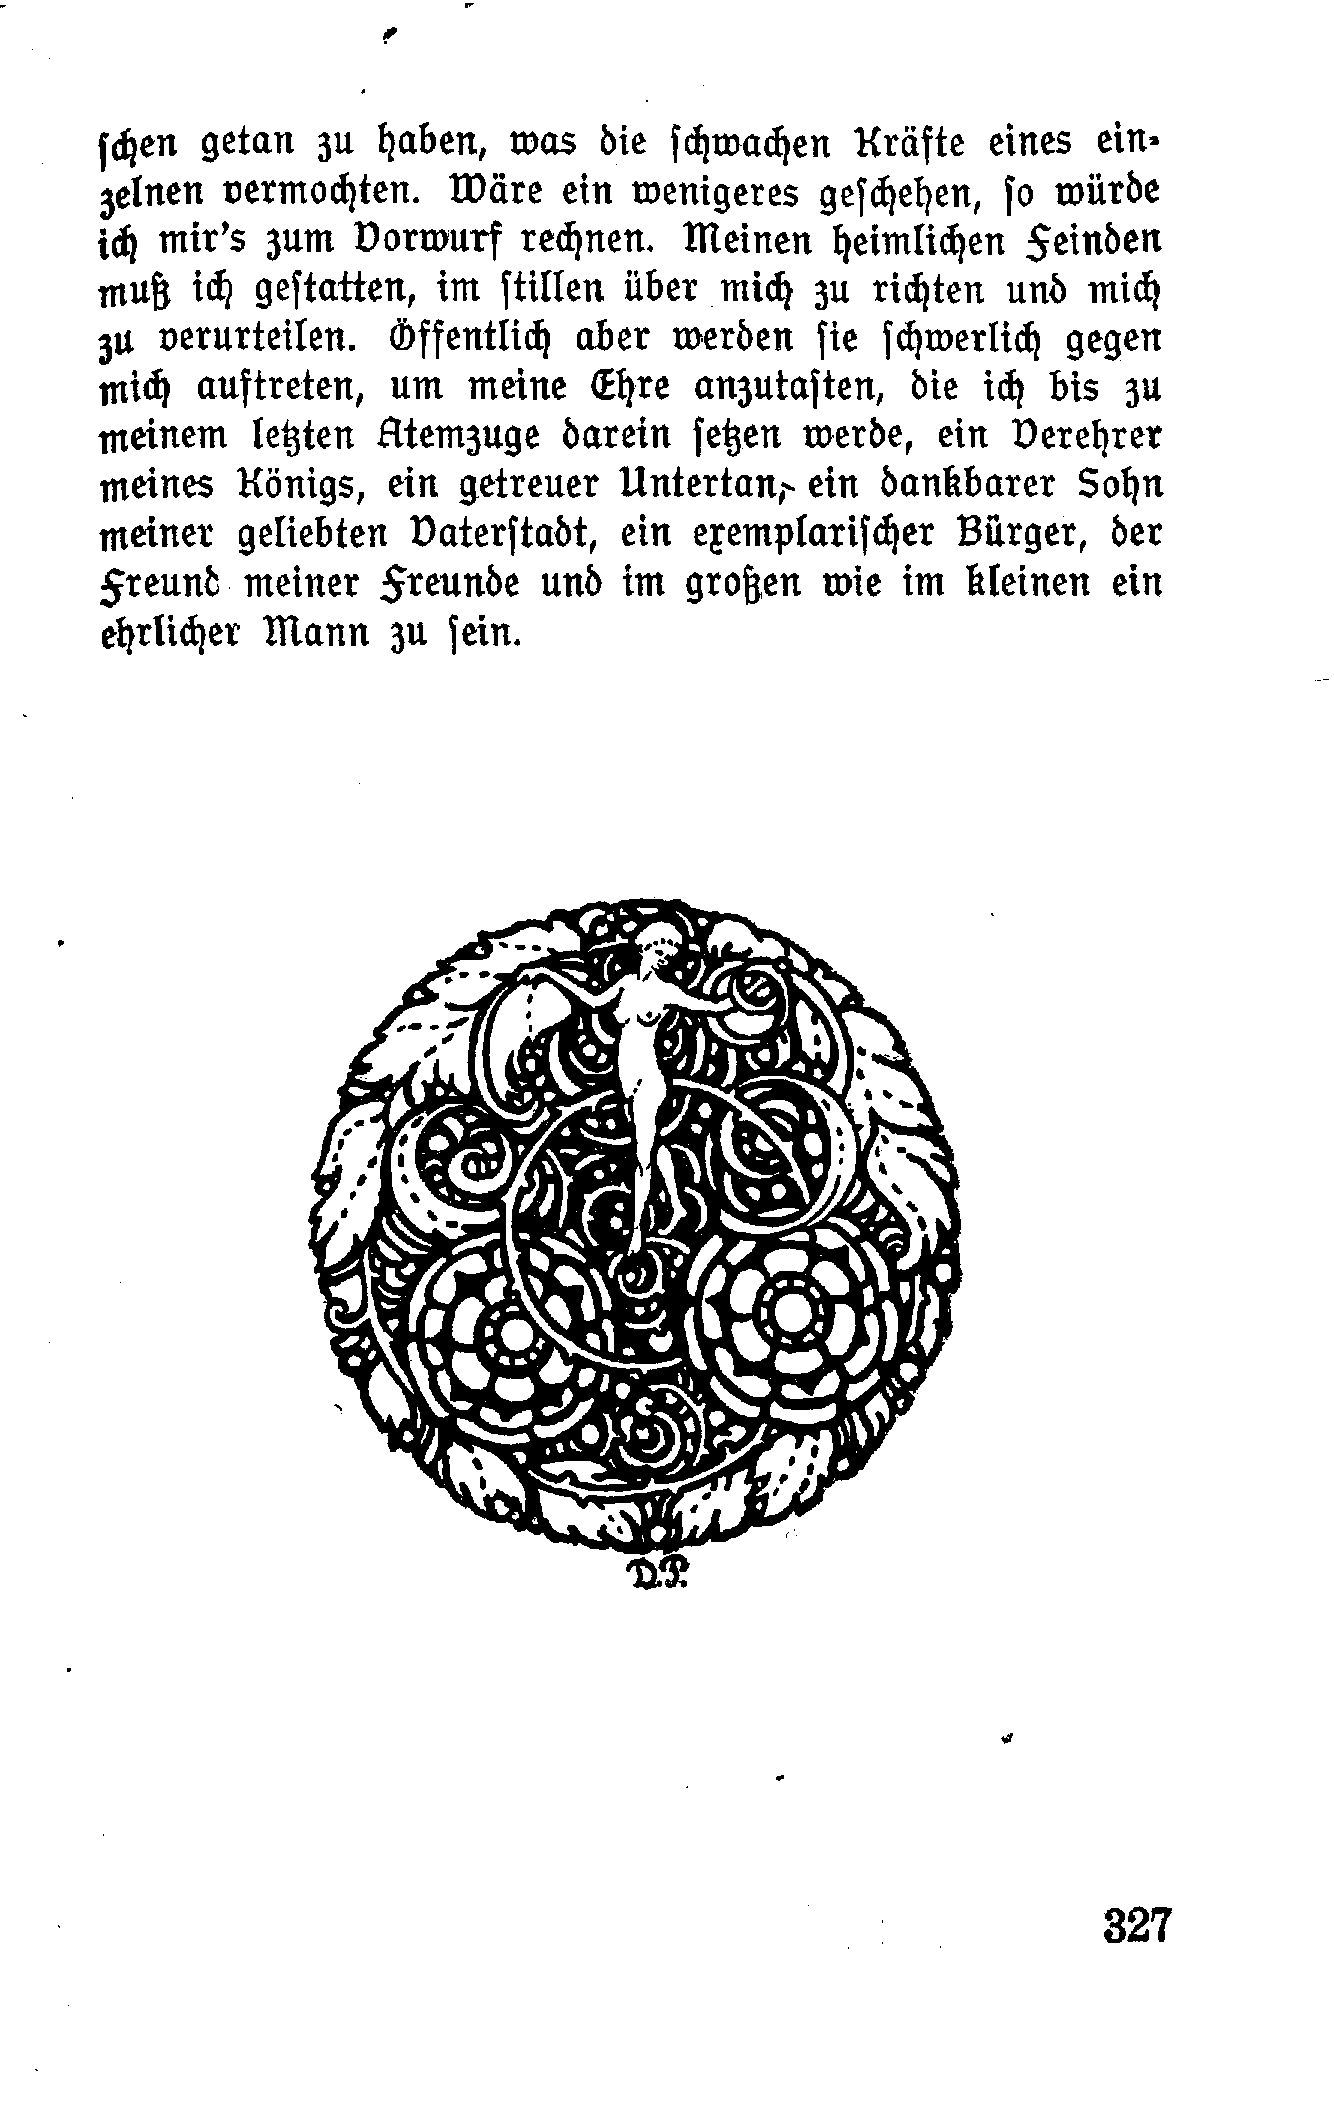 schen getan zu haben, was die schwachen Kräfte eines ein-
zelnen vermochten. Wäre ein wenigeres geschehen, so würde
ich mir's zum Vorwurf rechnen. Meinen heimlichen Feinden
muß ich gestatten, im stillen über mich zu richten und mich
zu verurteilen. Öffentlich aber werden sie schwerlich gegen
mich auftreten, um meine Ehre anzutasten, die ich bis zu
meinem letzten Atemzuge darein setzen werde, ein Verehrer
meines Königs, ein getreuer Untertan, ein dankbarer Sohn
meiner geliebten Vaterstadt, ein exemplarischer Bürger, der
Freund meiner Freunde und im großen wie im kleinen ein
ehrlicher Mann zu sein.
D.P.
327